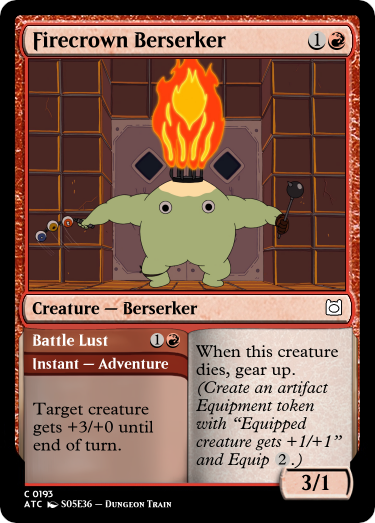 Firecrown Berserker 1
Creature — Berserker
Battle Lust 1
Instant — Adventure
Target creature
gets +3/+0 until
end of turn.
When this creature
dies, gear up.
(Create an artifact
Equipment token
with “Equipped
creature gets +1/+1”
and Equip 2.)
3/1
C 0193
ATC S05E36 – Dungeon Train